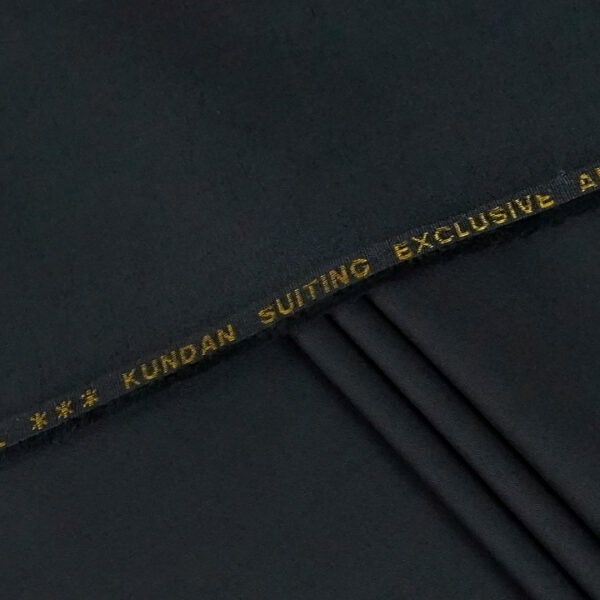 *** KUNDAN SUITING EXCLUSIVE